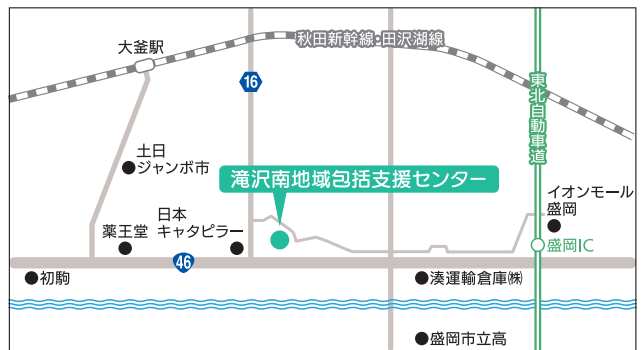 秋田新幹線・田沢湖線
大釜駅
16
東北自動車道
土日
ジャンボ市
滝沢南地域包括支援センター
イオンモール
盛岡
日本
キャタピラー
薬王堂
盛岡IC
46
初駒
湊運輸倉庫㈱
盛岡市立高